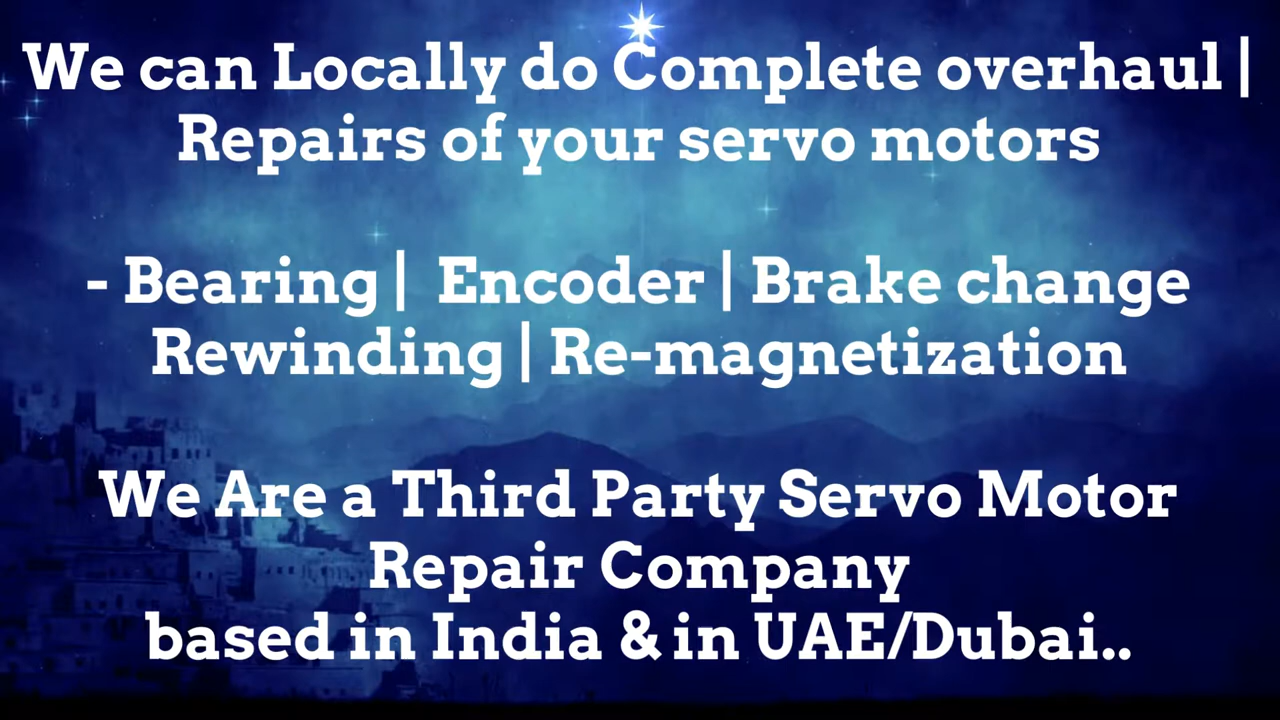 We can Locally do Complete overhaul |
Repairs of your servo motors
- Bearing | Encoder | Brake change
Rewinding | Re-magnetization
We Are a Third Party Servo Motor
Repair Company
based in India & in UAE/Dubai..